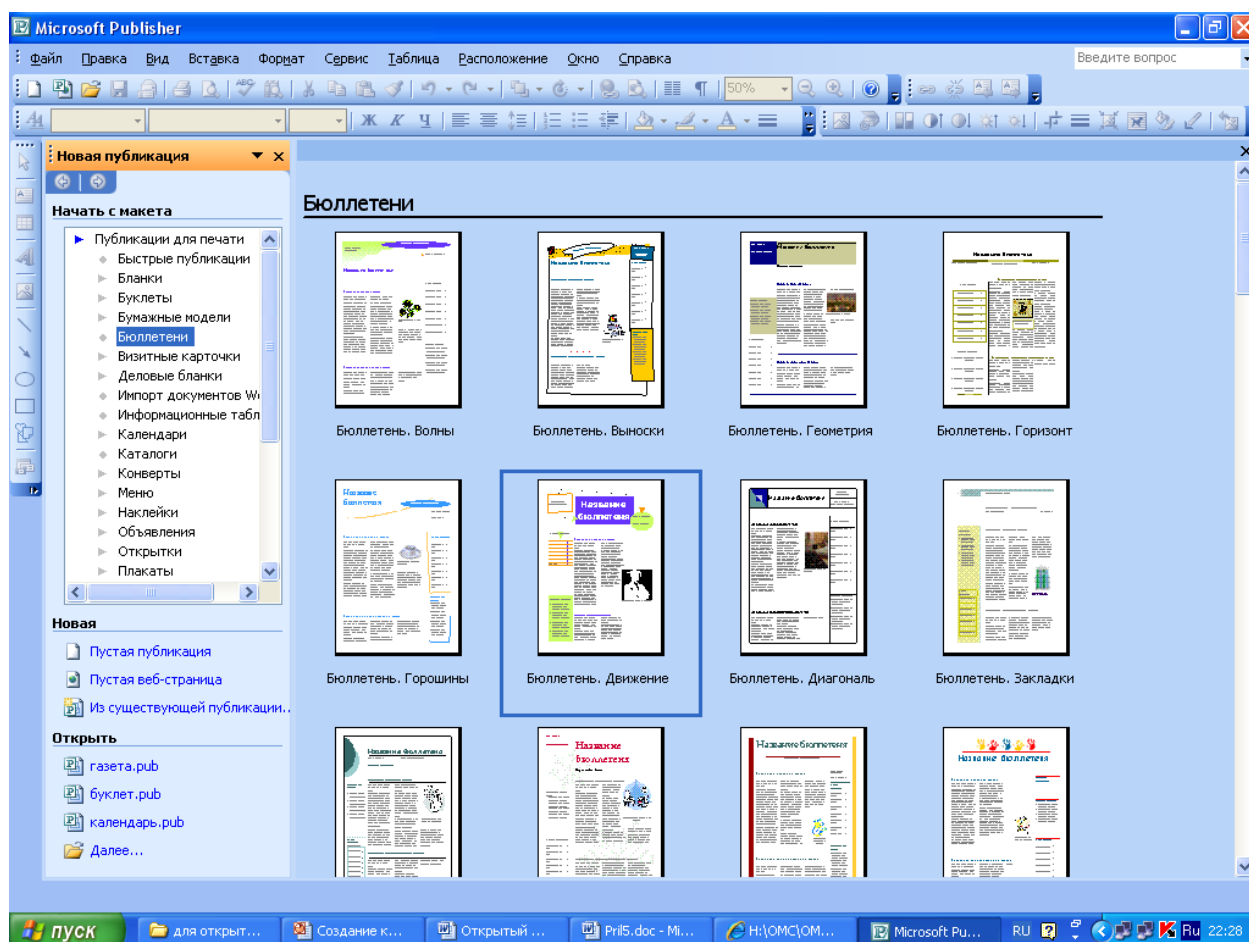 Microsoft Publisher
Файл Правка Вид Вставка Формат Сервис Таблица Расположение Окно Справка Введите вопрос
50%
Ж К Ч
Новая публикация
Начать с макета
Публикации для печати
Быстрые публикации
Бланки
Буклеты
Бумажные модели
Бюллетени
Визитные карточки
Деловые бланки
Импорт документов W
Информационные табл
Календари
Каталоги
Конверты
Меню
Наклейки
Объявления
Открытки
Плакаты
Новая
Пустая публикация
Пустая веб-страница
Из существующей публикации..
Открыть
газета.pub
буклет.pub
календарь.pub
Далее...
Бюллетени
Бюллетень. Волны
Бюллетень. Выноски
Бюллетень. Геометрия
Бюллетень. Горизонт
Название бюллетеня
Название бюллетеня
Бюллетень. Горошины
Бюллетень. Движение
Бюллетень. Диагональ
Бюллетень. Закладки
Название бюллетеня
Название бюллетеня
Название бюллетеня
Название бюллетеня
пуск
для открыт...
Создание к...
Открытый ...
Pril5.doc - Mi...
H:\ОМС\ОМ...
Microsoft Pu...
RU
Ru
22:28